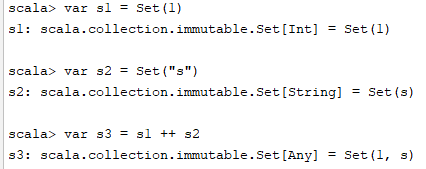 scala> var s1 = Set(1)
s1: scala.collection.immutable.Set[Int] = Set(1)
scala> var s2 = Set("s")
s2: scala.collection.immutable.Set[String] = Set(s)
scala> var s3 = s1 ++ s2
s3: scala.collection.immutable.Set[Any] = Set(1, s)